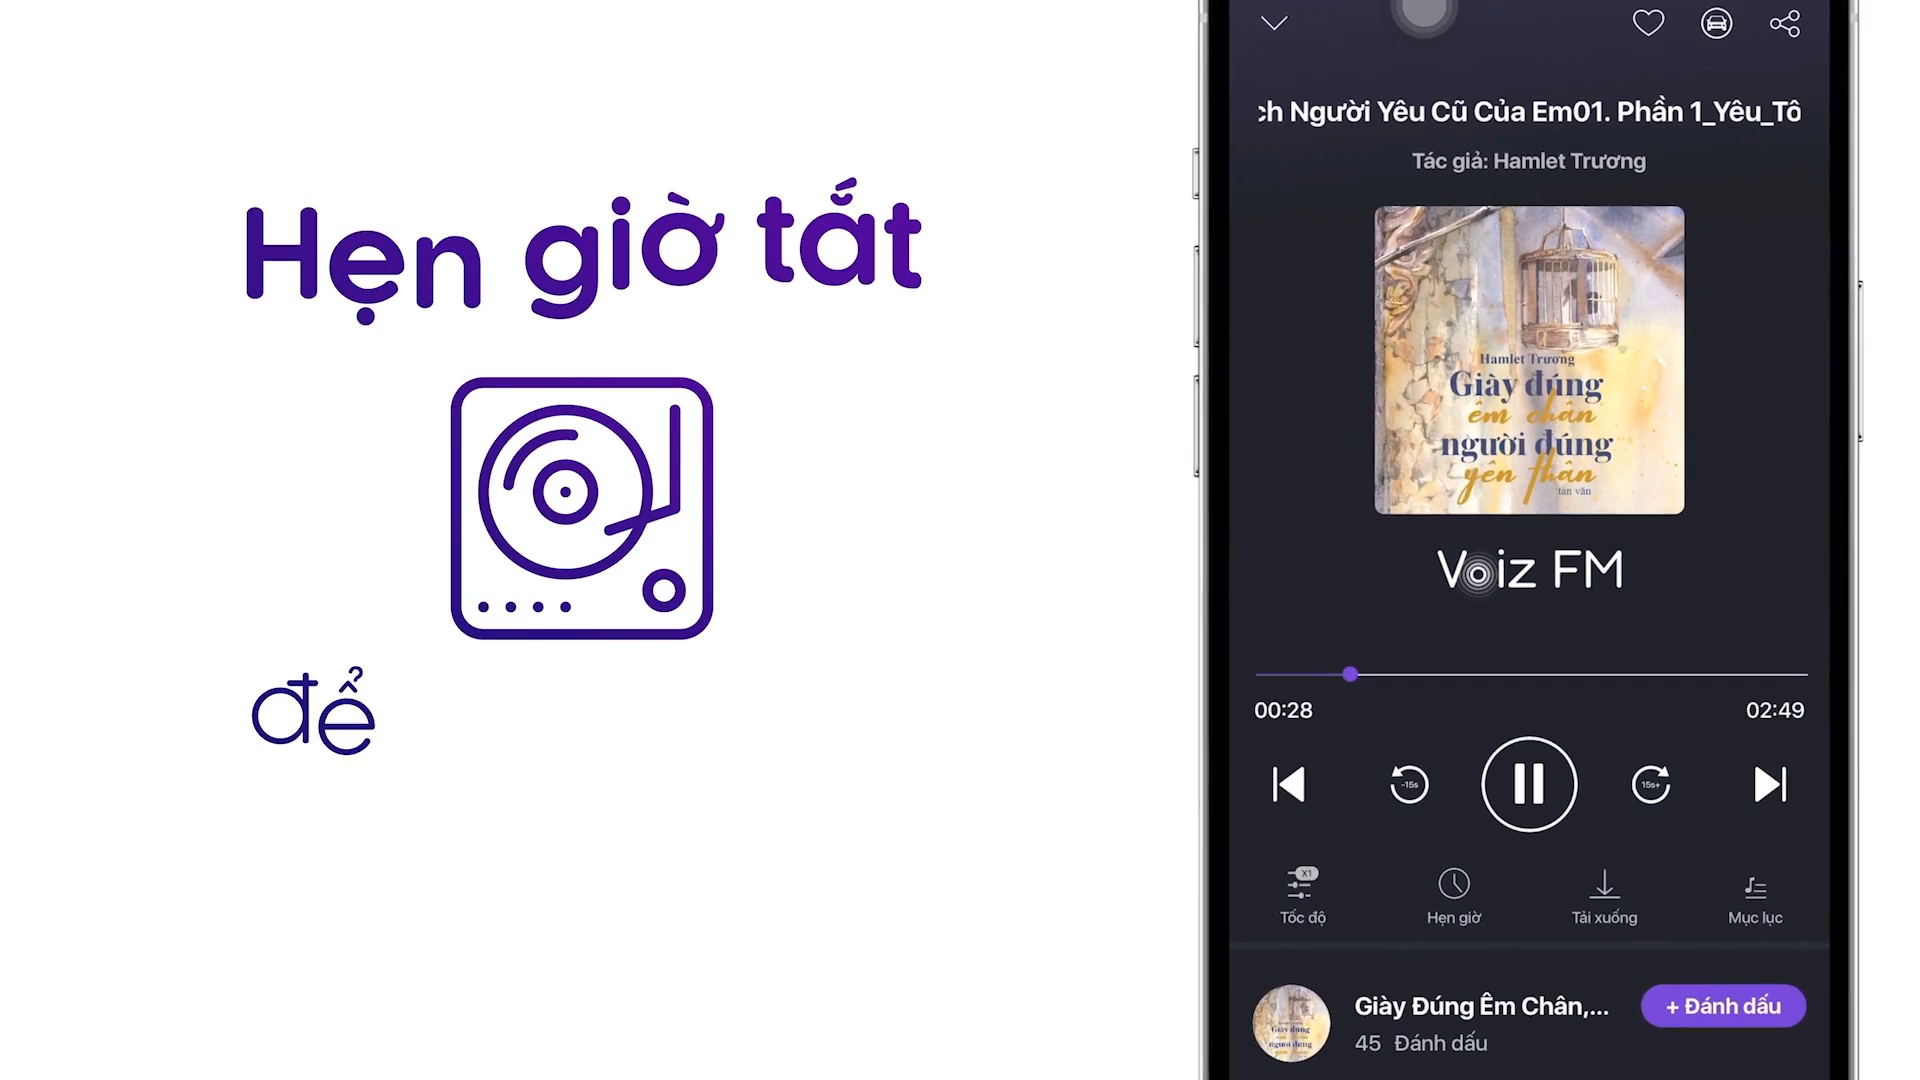 Hẹn giờ tắt
để
ch Người Yêu Cũ Của Em01. Phần 1_Yêu_Tô
Tác giả: Hamlet Trương
Hamlet Trương
Giày đúng
êm chân
người đúng
yên thân
tản văn
Voiz FM
00:28
02:49
-15s
15s+
X1
Tốc độ
Hẹn giờ
Tải xuống
Mục lục
Giày Đúng Êm Chân,...
+ Đánh dấu
45 Đánh dấu